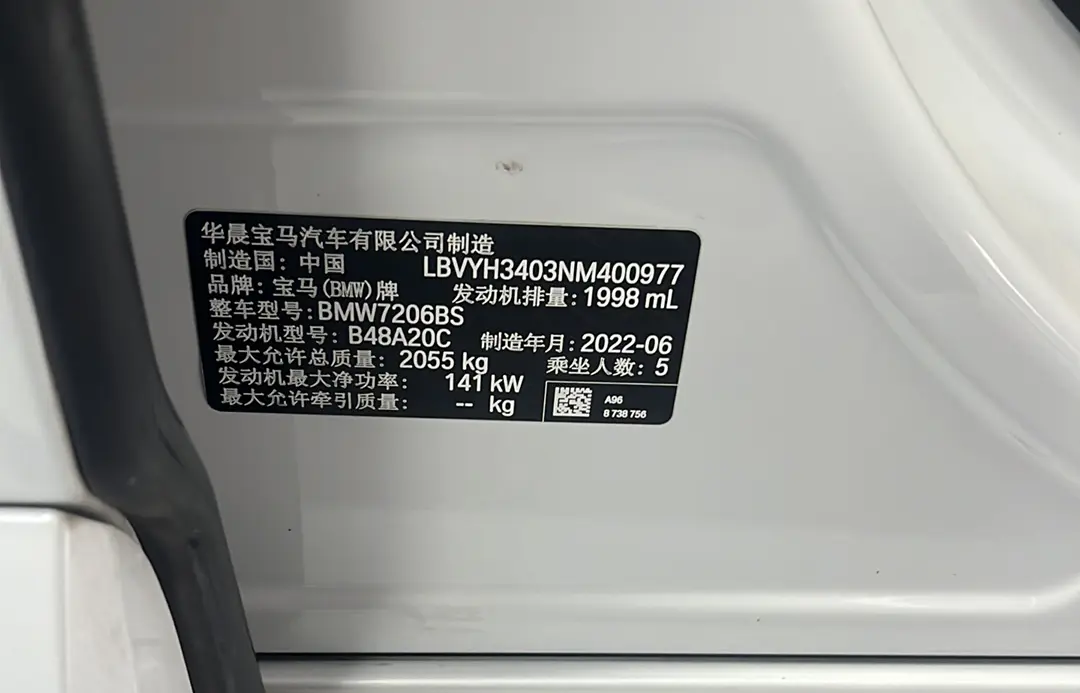 华晨宝马汽车有限公司制造
制造国：中国 LBVYH3403NM400977
品牌：宝马(BMW)牌 发动机排量：1998 mL
整车型号：BMW7206BS
发动机型号：B48A20C 制造年月：2022-06
最大允许总质量：2055 kg 乘坐人数：5
发动机最大净功率：141 kW
最大允许牵引质量：-- kg
A96
8 738 756